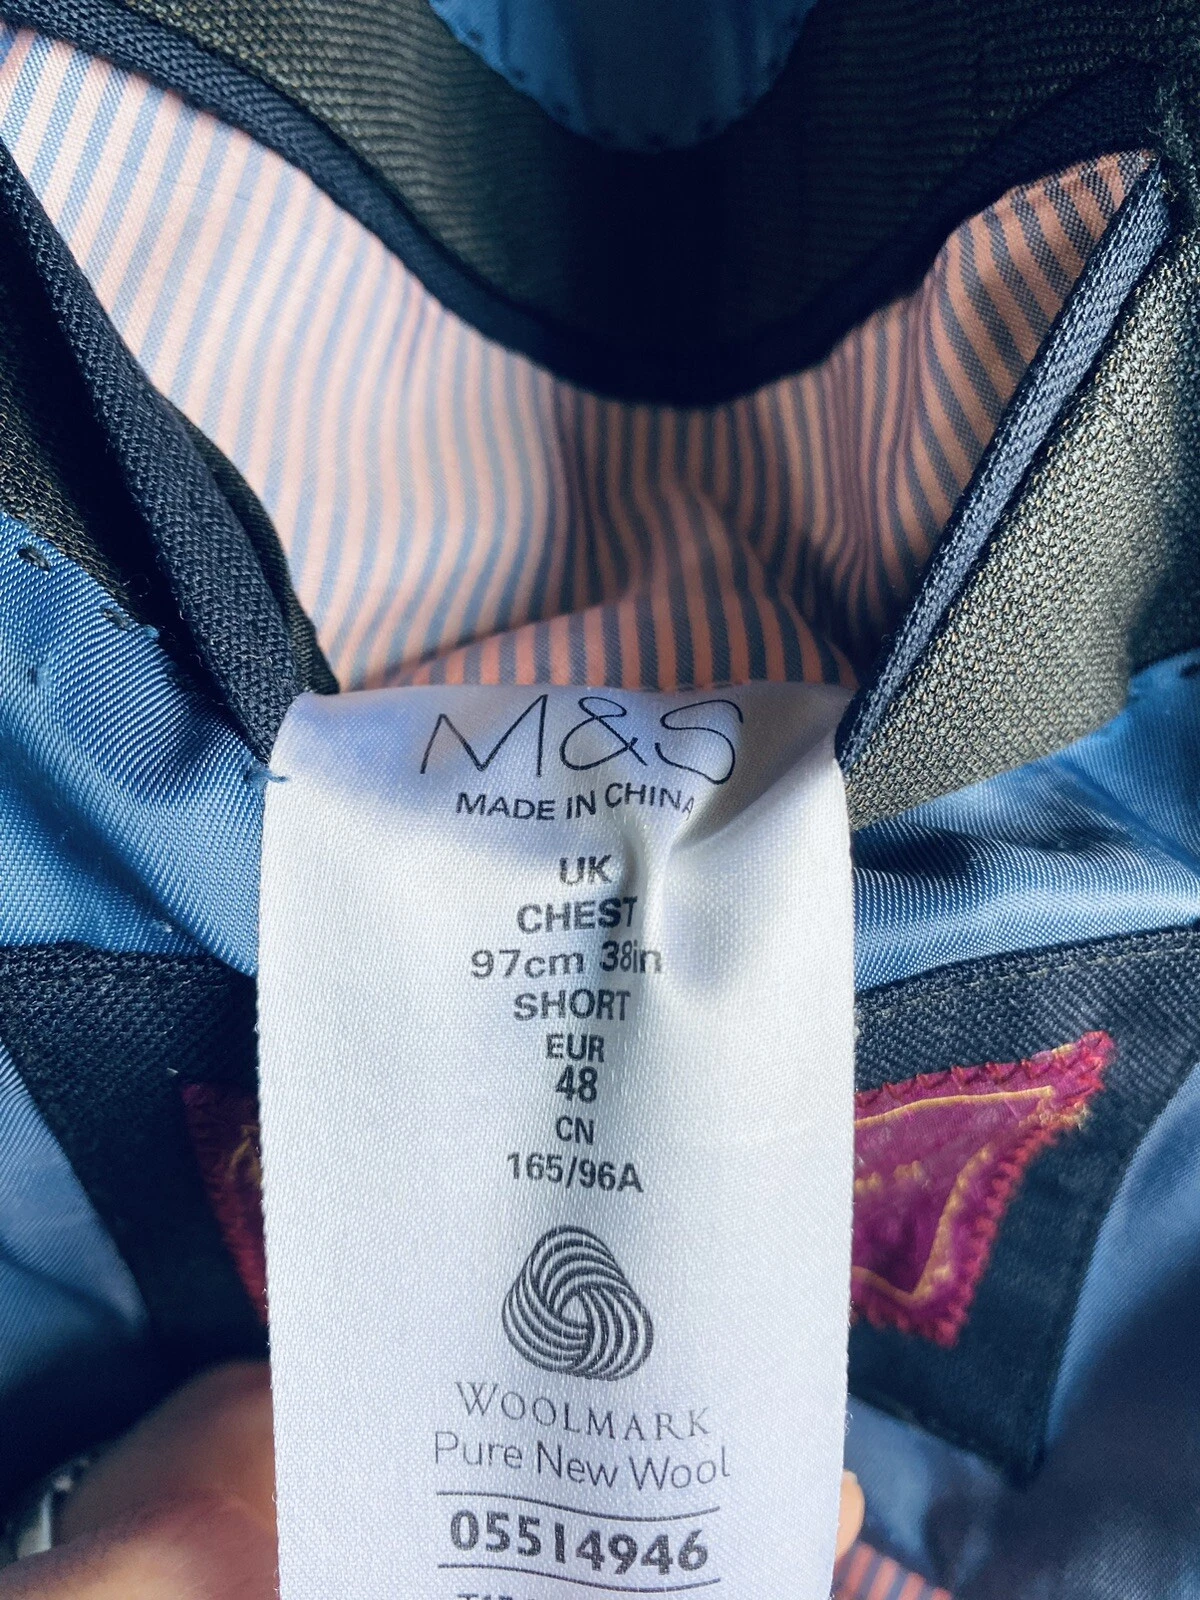 M&S
MADE IN CHINA
UK
CHEST
97cm 38in
SHORT
EUR
48
CN
165/96A
WOOLMARK
Pure New Wool
05514946